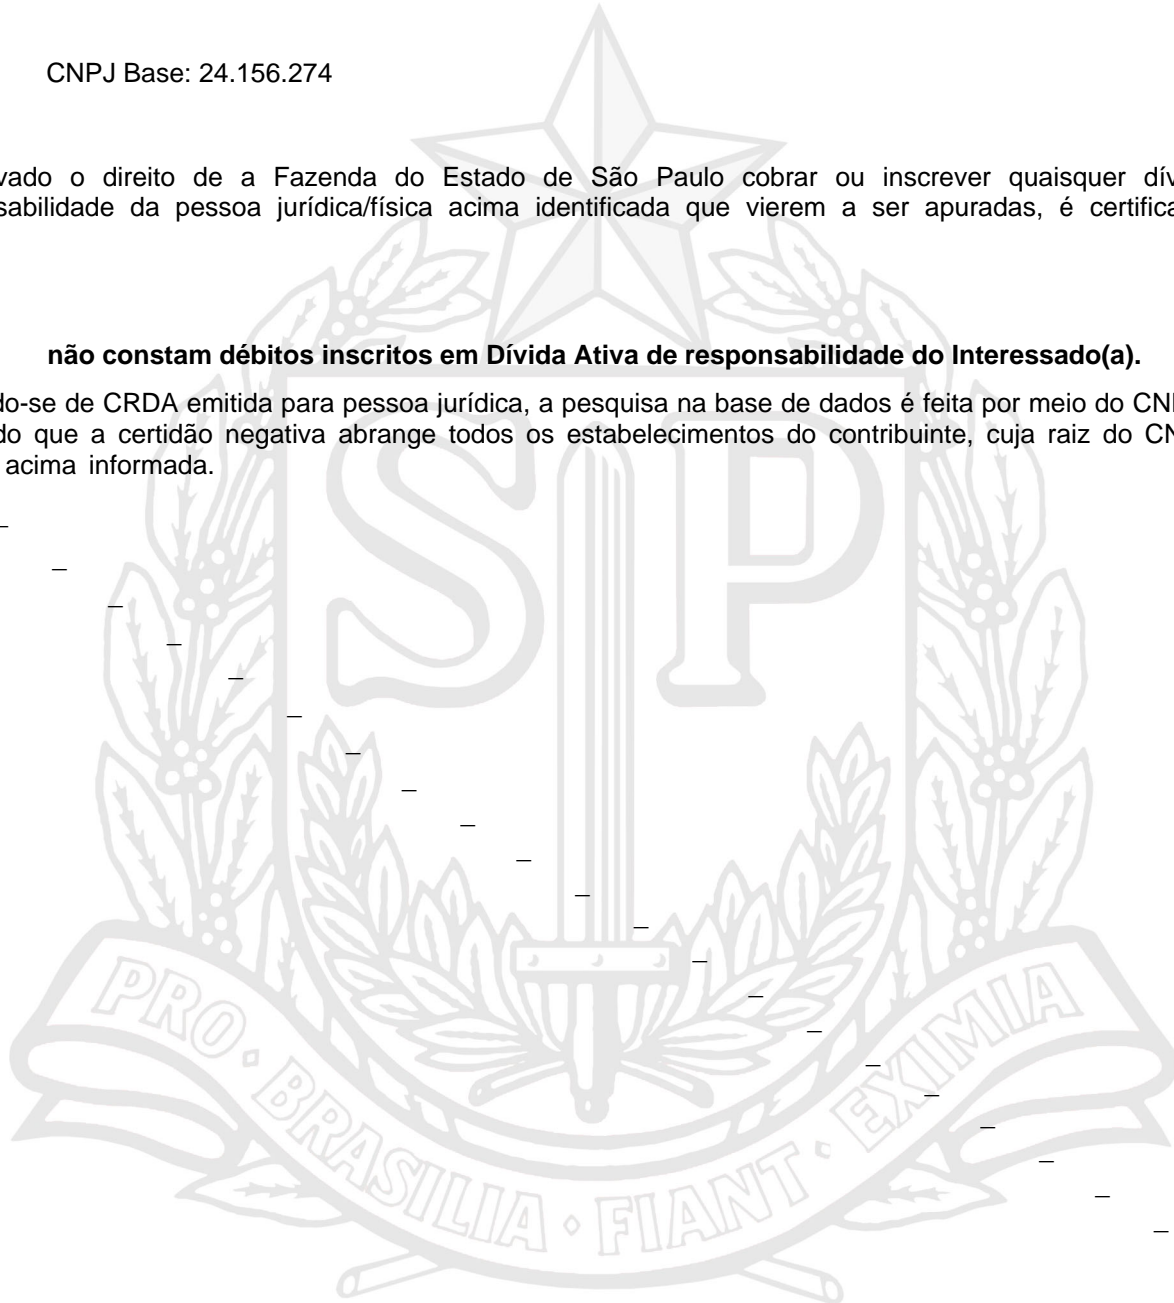 CNPJ Base: 24.156.274
vado o direito de a Fazenda do Estado de São Paulo cobrar ou inscrever quaisquer dív
sabilidade da pessoa jurídica/física acima identificada que vierem a ser apuradas, é certifica
não constam débitos inscritos em Dívida Ativa de responsabilidade do Interessado(a).
do-se de CRDA emitida para pessoa jurídica, a pesquisa na base de dados é feita por meio do CN
do que a certidão negativa abrange todos os estabelecimentos do contribuinte, cuja raiz do CN
acima informada.
SP
PRO • BRASILIA • FIANT • EXIMIA